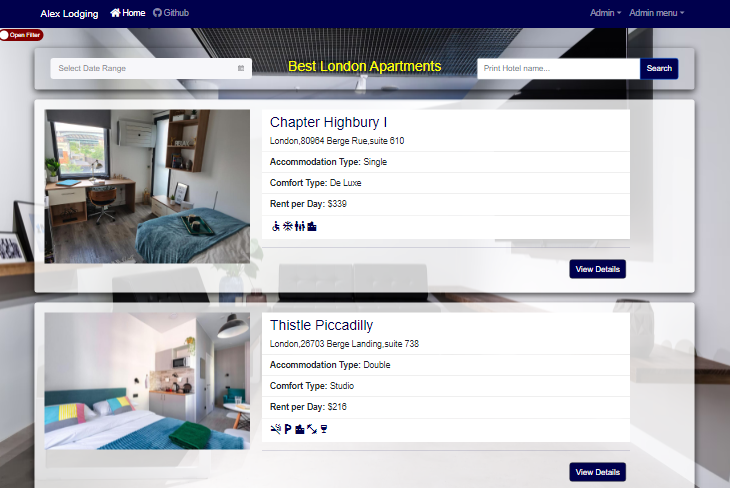 Alex Lodging Home Github Admin Admin menu
Open Filter
Select Date Range Best London Apartments Print Hotel name... Search
Chapter Highbury I
London,80964 Berge Rue,suite 610
Accommodation Type: Single
Comfort Type: De Luxe
Rent per Day: $339
View Details
Thistle Piccadilly
London,26703 Berge Landing,suite 738
Accommodation Type: Double
Comfort Type: Studio
Rent per Day: $216
View Details